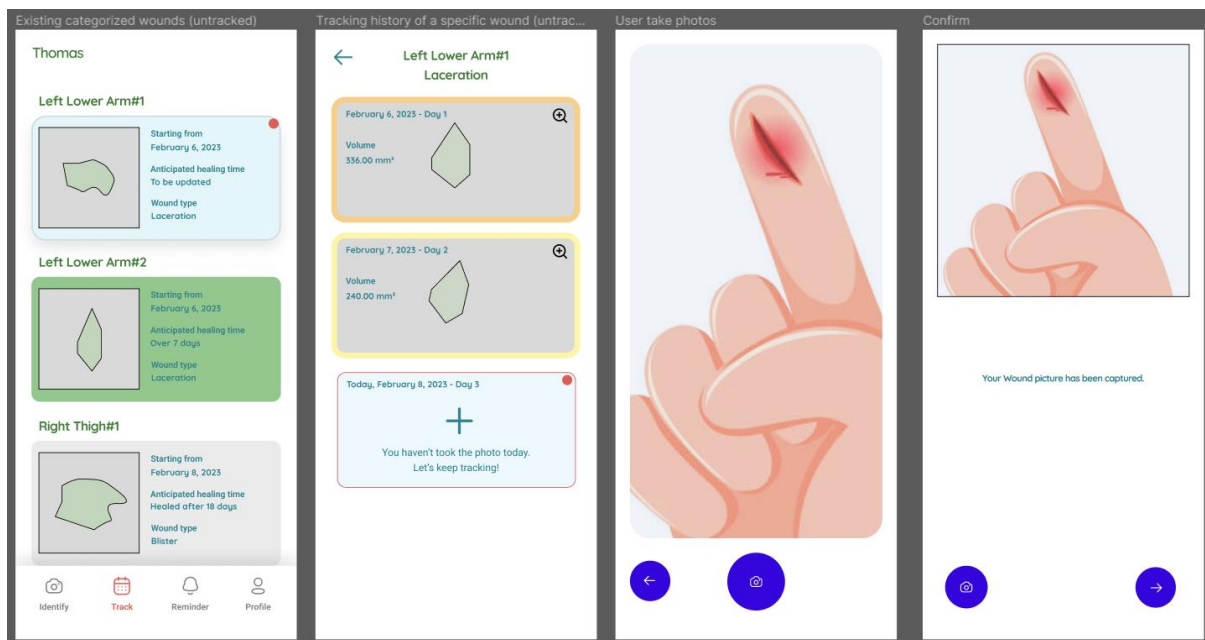 Existing categorized wounds (untracked)
Thomas
Left Lower Arm#1
Starting from
February 6, 2023
Anticipated healing time
To be updated
Wound type
Laceration
Left Lower Arm#2
Starting from
February 6, 2023
Anticipated healing time
Over 7 days
Wound type
Laceration
Right Thigh#1
Starting from
February 8, 2023
Anticipated healing time
Healed after 18 days
Wound type
Blister
Identify
Track
Reminder
Profile
Tracking history of a specific wound (untrac...
Left Lower Arm#1
Laceration
February 6, 2023 - Day 1
Volume
336.00 mm²
February 7, 2023 - Day 2
Volume
240.00 mm²
Today, February 8, 2023 - Day 3
You haven't took the photo today.
Let's keep tracking!
User take photos
Confirm
Your Wound picture has been captured.